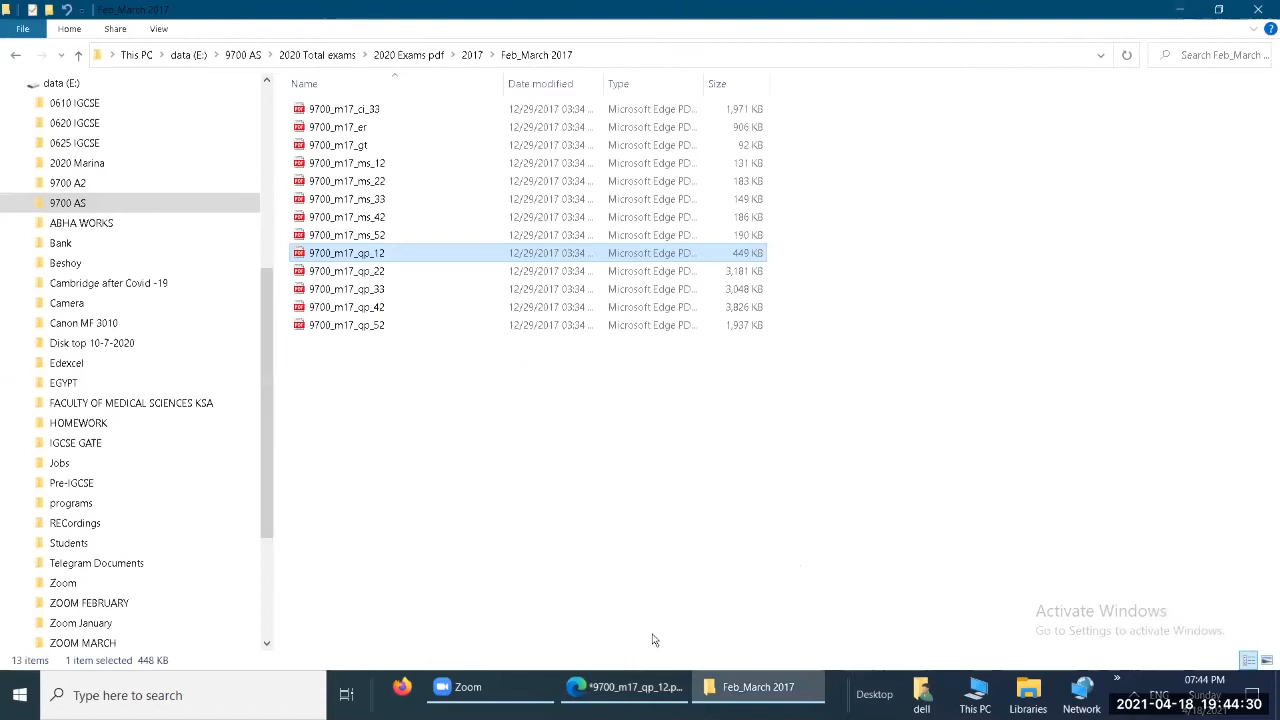 Feb_March 2017
File Home Share View
This PC data (E:) 9700 AS 2020 Total exams 2020 Exams pdf 2017 Feb_March 2017 Search Feb_March ...
data (E:)
0610 IGCSE
0620 IGCSE
0625 IGCSE
2020 Marina
9700 A2
9700 AS
ABHA WORKS
Bank
Beshoy
Cambridge after Covid -19
Camera
Canon MF 3010
Disk top 10-7-2020
Edexcel
EGYPT
FACULTY OF MEDICAL SCIENCES KSA
HOMEWORK
IGCSE GATE
Jobs
Pre-IGCSE
programs
RECordings
Students
Telegram Documents
Zoom
ZOOM FEBRUARY
Zoom January
ZOOM MARCH
Name Date modified Type Size
9700_m17_ci_33 12/29/2017 03:34 ... Microsoft Edge PD... 1,971 KB
9700_m17_er 12/29/2017 03:34 ... Microsoft Edge PD... 906 KB
9700_m17_gt 12/29/2017 03:34 ... Microsoft Edge PD... 92 KB
9700_m17_ms_12 12/29/2017 03:34 ... Microsoft Edge PD... 131 KB
9700_m17_ms_22 12/29/2017 03:34 ... Microsoft Edge PD... 183 KB
9700_m17_ms_33 12/29/2017 03:34 ... Microsoft Edge PD... 149 KB
9700_m17_ms_42 12/29/2017 03:34 ... Microsoft Edge PD... 186 KB
9700_m17_ms_52 12/29/2017 03:34 ... Microsoft Edge PD... 190 KB
9700_m17_qp_12 12/29/2017 03:34 ... Microsoft Edge PD... 449 KB
9700_m17_qp_22 12/29/2017 03:34 ... Microsoft Edge PD... 3,181 KB
9700_m17_qp_33 12/29/2017 03:34 ... Microsoft Edge PD... 3,048 KB
9700_m17_qp_42 12/29/2017 03:34 ... Microsoft Edge PD... 3,826 KB
9700_m17_qp_52 12/29/2017 03:34 ... Microsoft Edge PD... 1,937 KB
Activate Windows
Go to Settings to activate Windows.
13 items 1 item selected 448 KB
Type here to search
Zoom
*9700_m17_qp_12.p...
Feb_March 2017
Desktop
dell
This PC
Libraries
Network
ENG
07:44 PM
Sunday
4/18/2021
2021-04-18 19:44:30